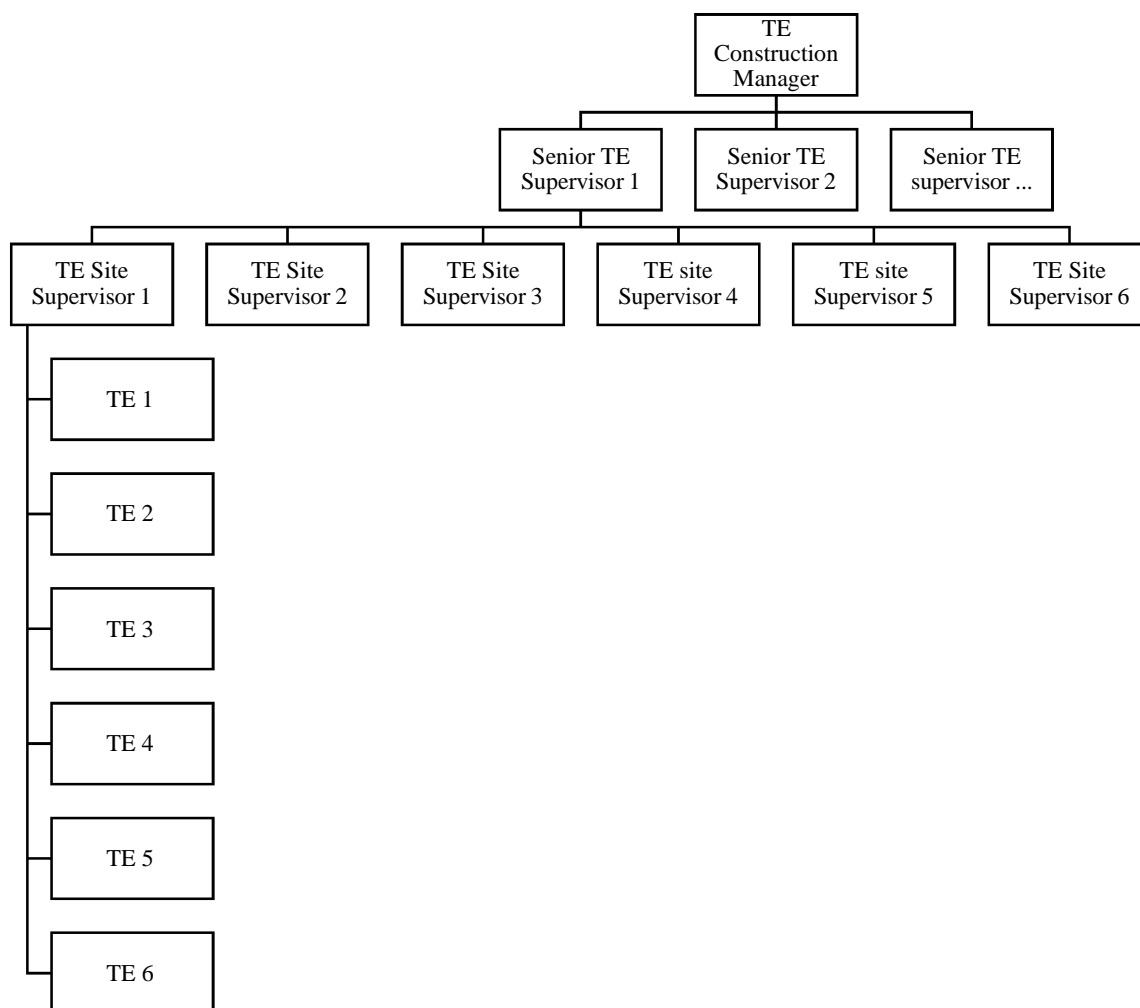 TE
Construction
Manager
Senior TE
Supervisor 1
Senior TE
Supervisor 2
Senior TE
supervisor ...
TE Site
Supervisor 1
TE Site
Supervisor 2
TE Site
Supervisor 3
TE site
Supervisor 4
TE site
Supervisor 5
TE Site
Supervisor 6
TE 1
TE 2
TE 3
TE 4
TE 5
TE 6